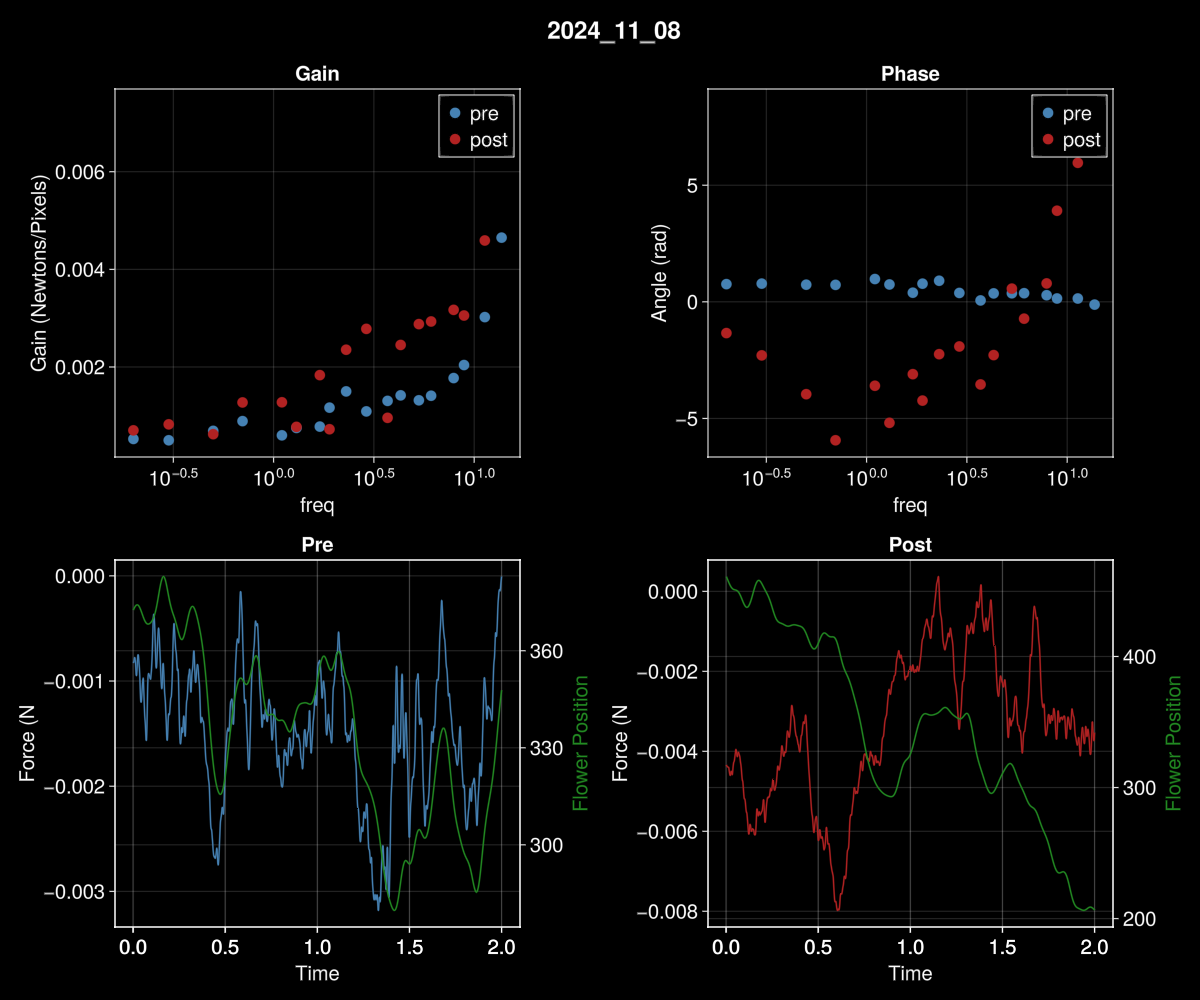 2024_11_08
Gain
Gain (Newtons/Pixels)
0.006
0.004
0.002
pre
post
10^−0.5
10^0.0
10^0.5
10^1.0
freq
Phase
Angle (rad)
5
0
−5
pre
post
10^−0.5
10^0.0
10^0.5
10^1.0
freq
Pre
Force (N
0.000
−0.001
−0.002
−0.003
360
330
300
Flower Position
0.0
0.5
1.0
1.5
2.0
Time
Post
Force (N
0.000
−0.002
−0.004
−0.006
−0.008
400
300
200
Flower Position
0.0
0.5
1.0
1.5
2.0
Time